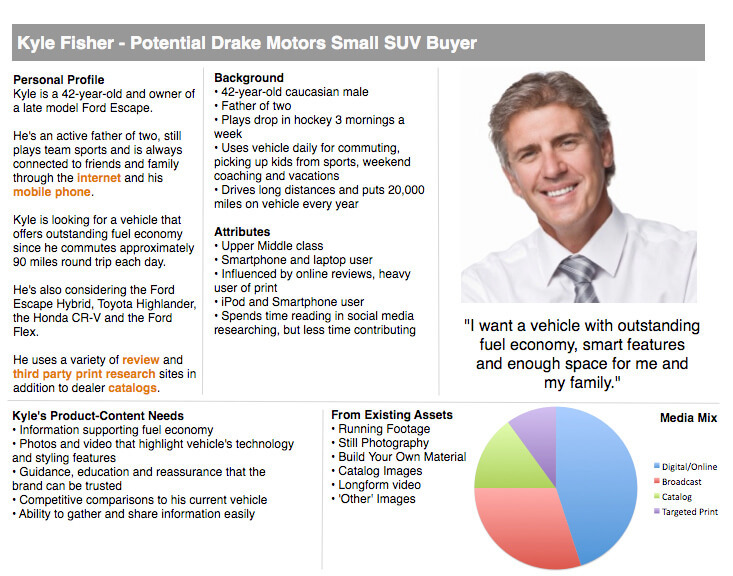 Kyle Fisher - Potential Drake Motors Small SUV Buyer
Personal Profile
Kyle is a 42-year-old and owner of
a late model Ford Escape.
He's an active father of two, still
plays team sports and is always
connected to friends and family
through the internet and his
mobile phone.
Kyle is looking for a vehicle that
offers outstanding fuel economy
since he commutes approximately
90 miles round trip each day.
He's also considering the Ford
Escape Hybrid, Toyota Highlander,
the Honda CR-V and the Ford
Flex.
He uses a variety of review and
third party print research sites in
addition to dealer catalogs.
Background
• 42-year-old caucasian male
• Father of two
• Plays drop in hockey 3 mornings a
week
• Uses vehicle daily for commuting,
picking up kids from sports, weekend
coaching and vacations
• Drives long distances and puts 20,000
miles on vehicle every year
Attributes
• Upper Middle class
• Smartphone and laptop user
• Influenced by online reviews, heavy
user of print
• iPod and Smartphone user
• Spends time reading in social media
researching, but less time contributing
"I want a vehicle with outstanding
fuel economy, smart features
and enough space for me and
my family."
Kyle's Product-Content Needs
• Information supporting fuel economy
• Photos and video that highlight vehicle's technology
and styling features
• Guidance, education and reassurance that the
brand can be trusted
• Competitive comparisons to his current vehicle
• Ability to gather and share information easily
From Existing Assets
• Running Footage
• Still Photography
• Build Your Own Material
• Catalog Images
• Longform video
• 'Other' Images
Media Mix
Digital/Online
Broadcast
Catalog
Targeted Print